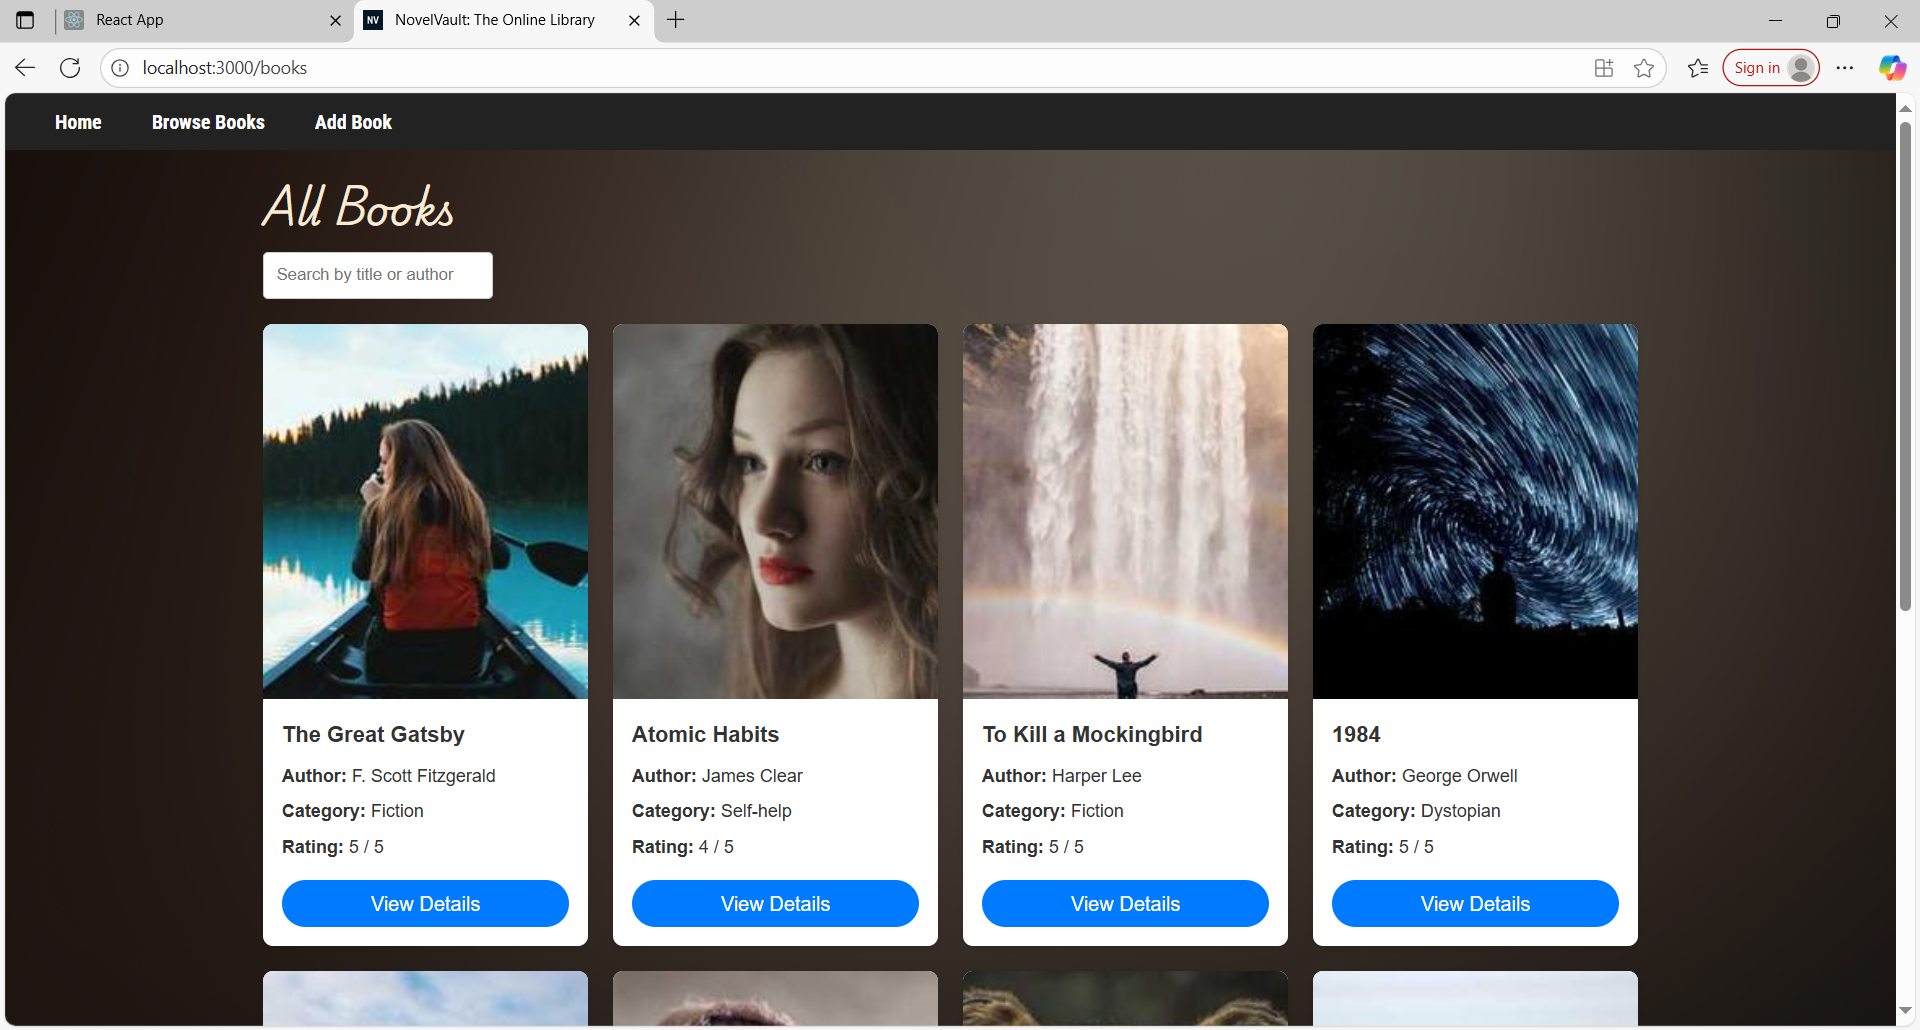 React App
NV NovelVault: The Online Library
localhost:3000/books
Sign in
Home Browse Books Add Book
All Books
Search by title or author
The Great Gatsby
Author: F. Scott Fitzgerald
Category: Fiction
Rating: 5 / 5
View Details
Atomic Habits
Author: James Clear
Category: Self-help
Rating: 4 / 5
View Details
To Kill a Mockingbird
Author: Harper Lee
Category: Fiction
Rating: 5 / 5
View Details
1984
Author: George Orwell
Category: Dystopian
Rating: 5 / 5
View Details